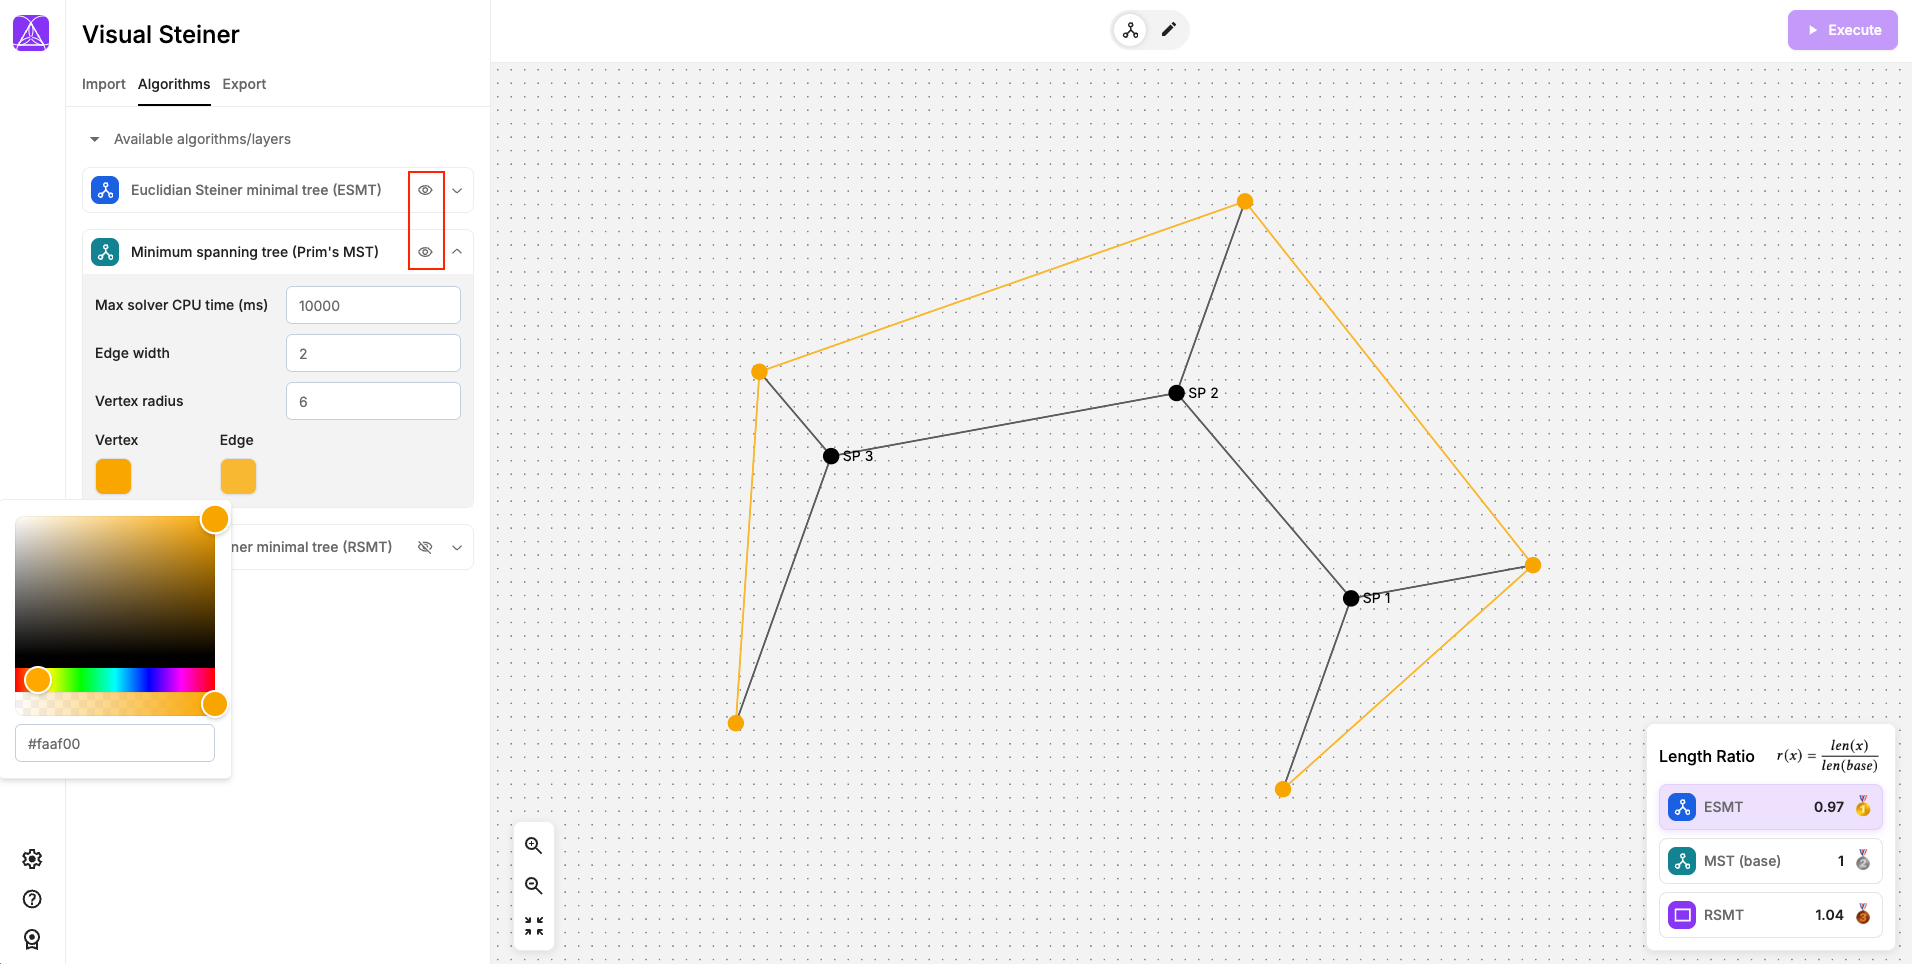 Visual Steiner
Execute
Import Algorithms Export
Available algorithms/layers
Euclidian Steiner minimal tree (ESMT)
Minimum spanning tree (Prim's MST)
Max solver CPU time (ms) 10000
Edge width 2
Vertex radius 6
Vertex Edge
ner minimal tree (RSMT)
#faaf00
SP 2
SP 3
SP 1
Length Ratio r(x) = len(x) / len(base)
ESMT 0.97 1
MST (base) 1 2
RSMT 1.04 3